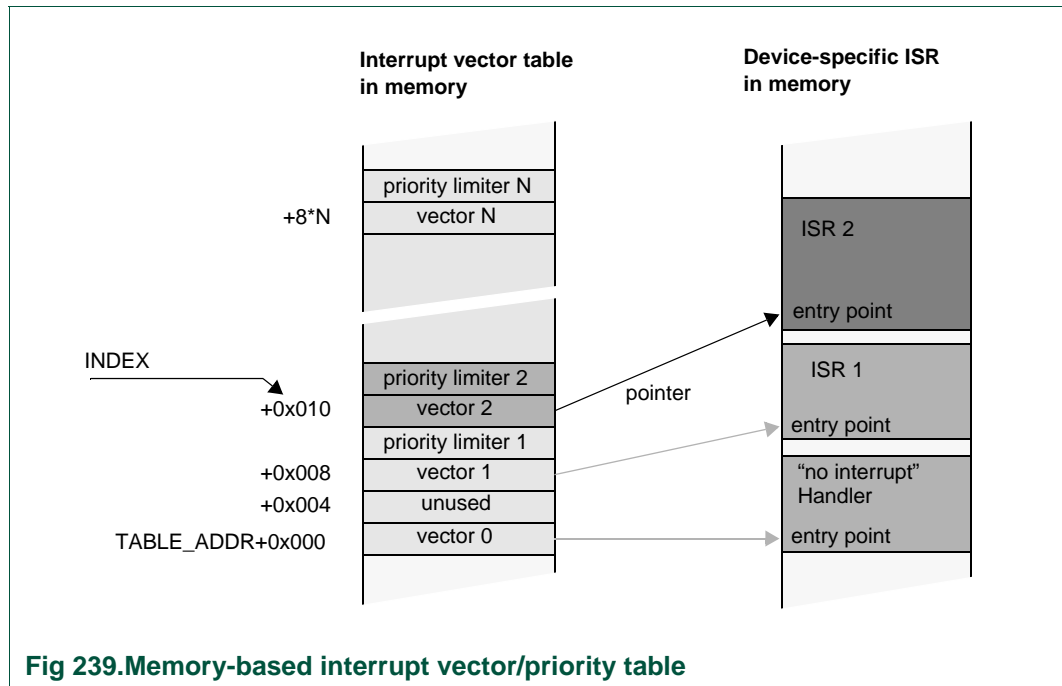 Interrupt vector table
in memory
Device-specific ISR
in memory
priority limiter N
+8*N
vector N
ISR 2
entry point
INDEX
priority limiter 2
+0x010
vector 2
pointer
ISR 1
priority limiter 1
entry point
+0x008
vector 1
"no interrupt"
Handler
+0x004
unused
TABLE_ADDR+0x000
vector 0
entry point
Fig 239.Memory-based interrupt vector/priority table